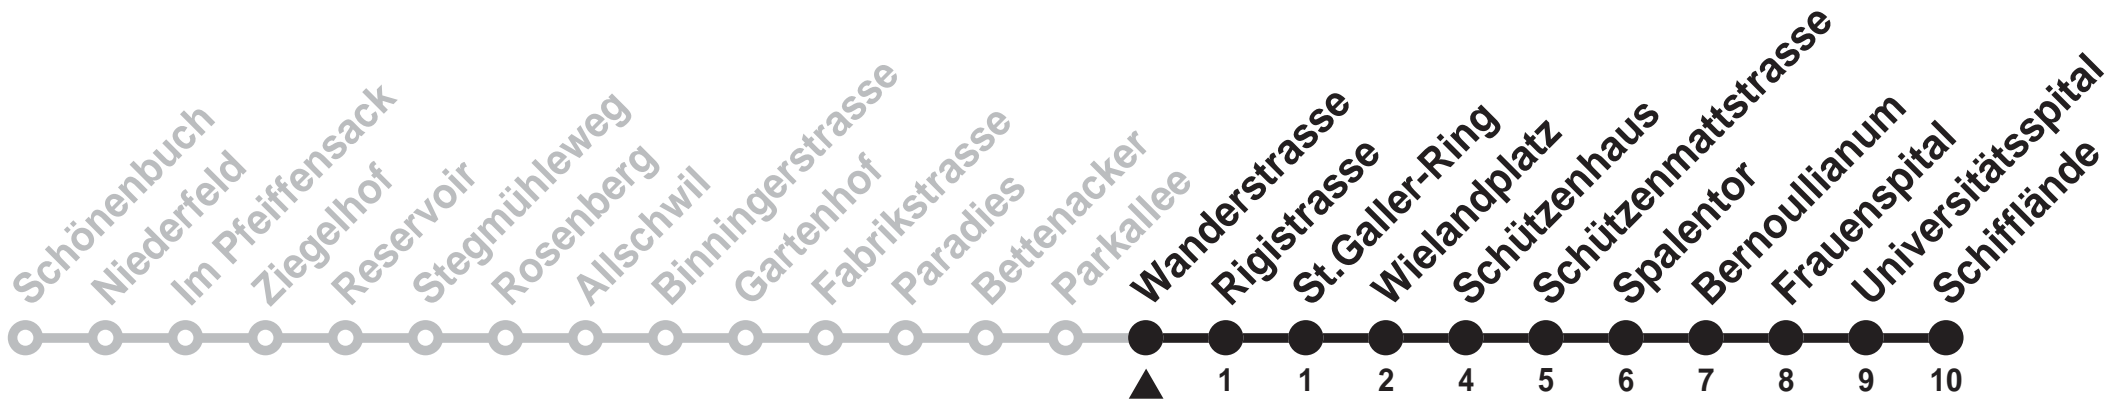 Schönenbuch
Niederfeld
Im Pfeiffensack
Ziegelhof
Reservoir
Stegmühleweg
Rosenberg
Allschwil
Binningerstrasse
Gartenhof
Fabrikstrasse
Paradies
Bettenacker
Parkallee
Wanderstrasse
Rigistrasse
St.Galler-Ring
Wielandplatz
Schützenhaus
Schützenmattstrasse
Spalentor
Bernoullianum
Frauenspital
Universitätsspital
Schifflände
1 1 2 4 5 6 7 8 9 10